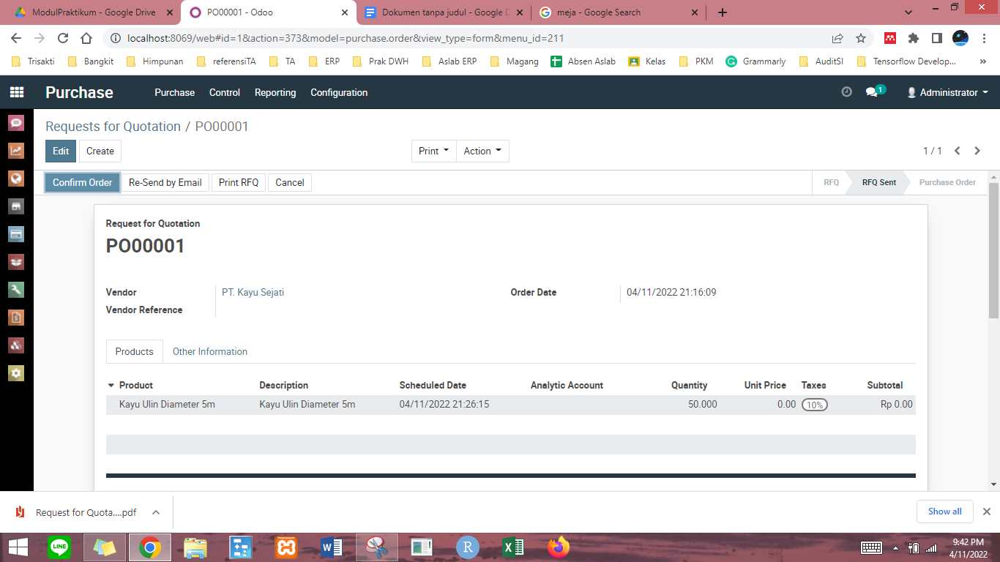 ModulPraktikum - Google Drive
PO00001 - Odoo
Dokumen tanpa judul - Google D
meja - Google Search
localhost:8069/web#id=1&action=373&model=purchase.order&view_type=form&menu_id=211
Trisakti Bangkit Himpunan referensiTA TA ERP Prak DWH Aslab ERP Magang Absen Aslab Kelas PKM Grammarly AuditSI Tensorflow Develop...
Purchase Purchase Control Reporting Configuration 1 Administrator
Requests for Quotation / PO00001
Edit Create Print Action 1 / 1
Confirm Order Re-Send by Email Print RFQ Cancel RFQ RFQ Sent Purchase Order
Request for Quotation
PO00001
Vendor PT. Kayu Sejati Order Date 04/11/2022 21:16:09
Vendor Reference
Products Other Information
Product Description Scheduled Date Analytic Account Quantity Unit Price Taxes Subtotal
Kayu Ulin Diameter 5m Kayu Ulin Diameter 5m 04/11/2022 21:26:15 50.000 0.00 10% Rp 0.00
Request for Quota....pdf Show all
LINE W R X
9:42 PM
4/11/2022